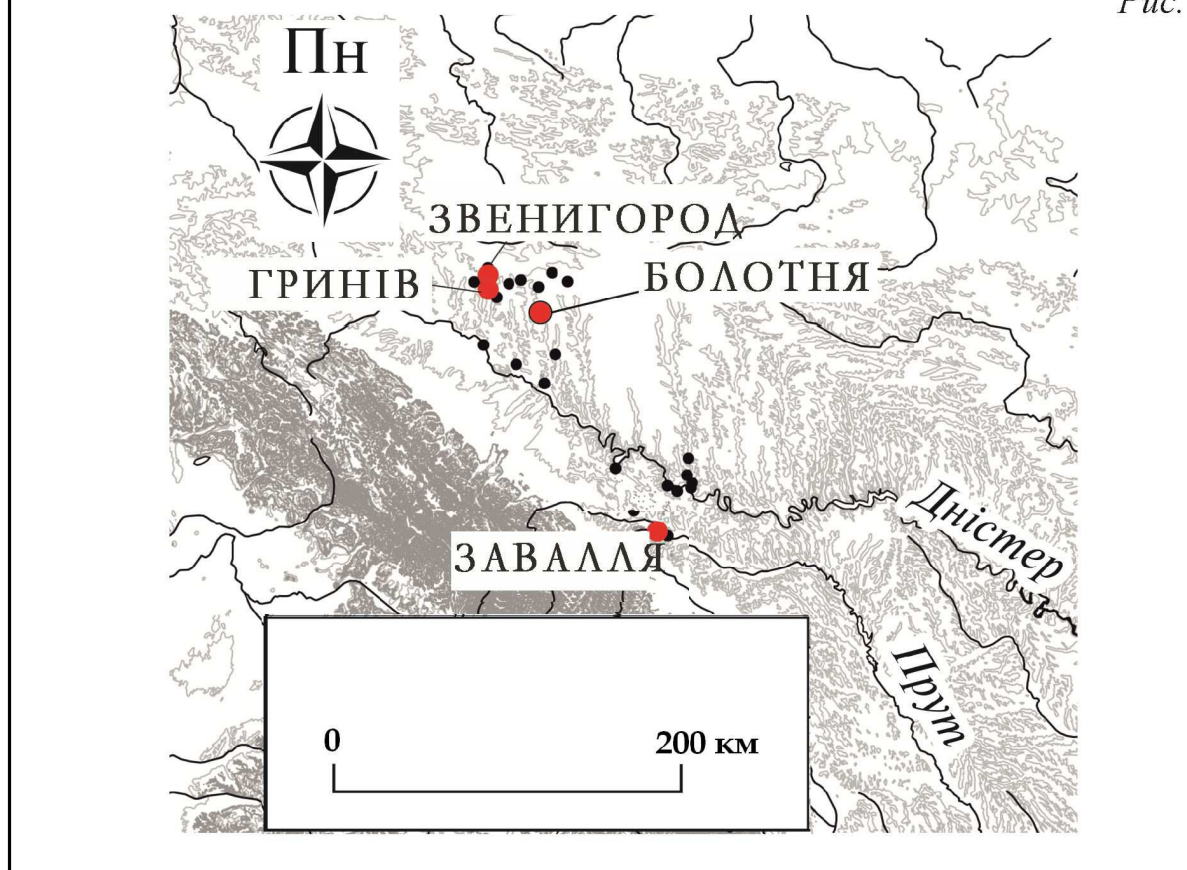 Рис.
Пн
ЗВЕНИГОРОД
ГРИНІВ
БОЛОТНЯ
ЗАВАЛЛЯ
Дністер
Прут
0 200 км